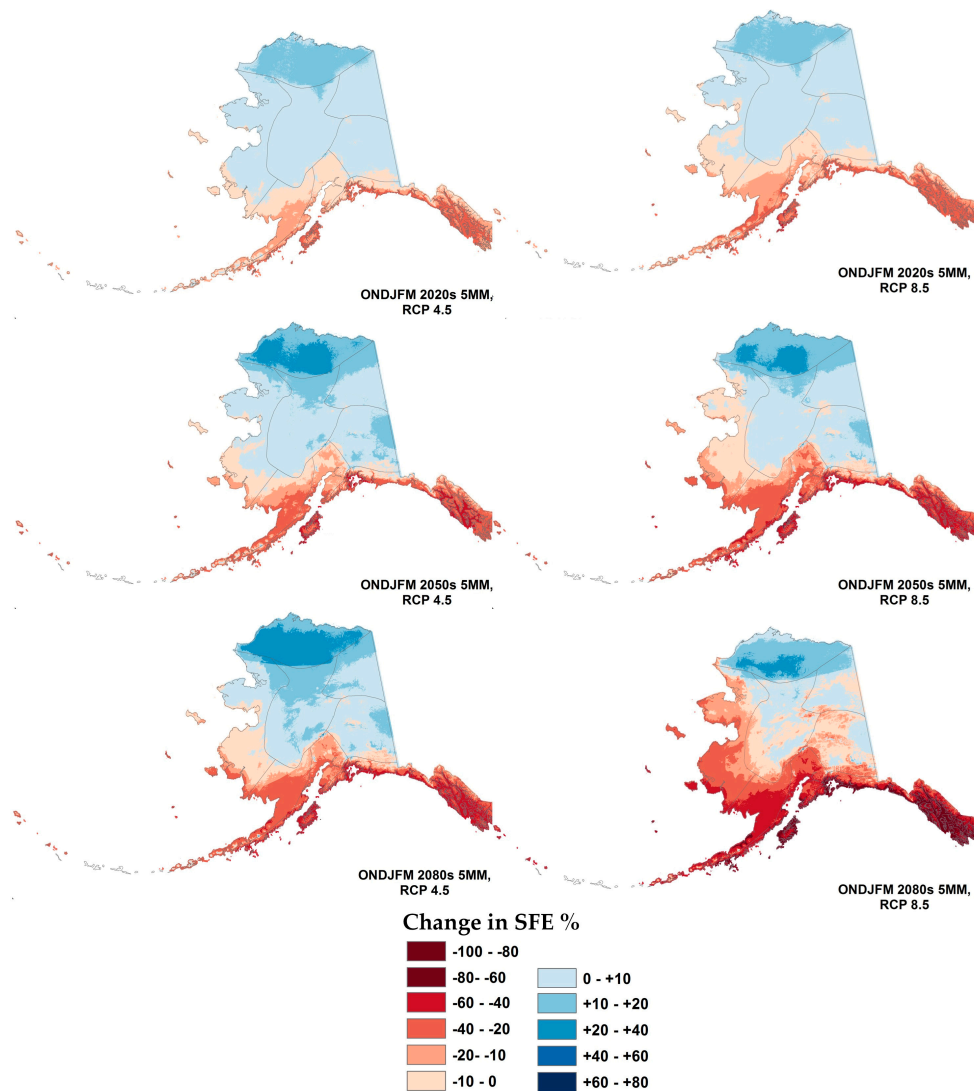 ONDJFM 2020s 5MM,
RCP 4.5
ONDJFM 2020s 5MM,
RCP 8.5
ONDJFM 2050s 5MM,
RCP 4.5
ONDJFM 2050s 5MM,
RCP 8.5
ONDJFM 2080s 5MM,
RCP 4.5
ONDJFM 2080s 5MM,
RCP 8.5
Change in SFE %
-100 - -80
-80- -60
-60 - -40
-40 - -20
-20- -10
-10 - 0
0 - +10
+10 - +20
+20 - +40
+40 - +60
+60 - +80